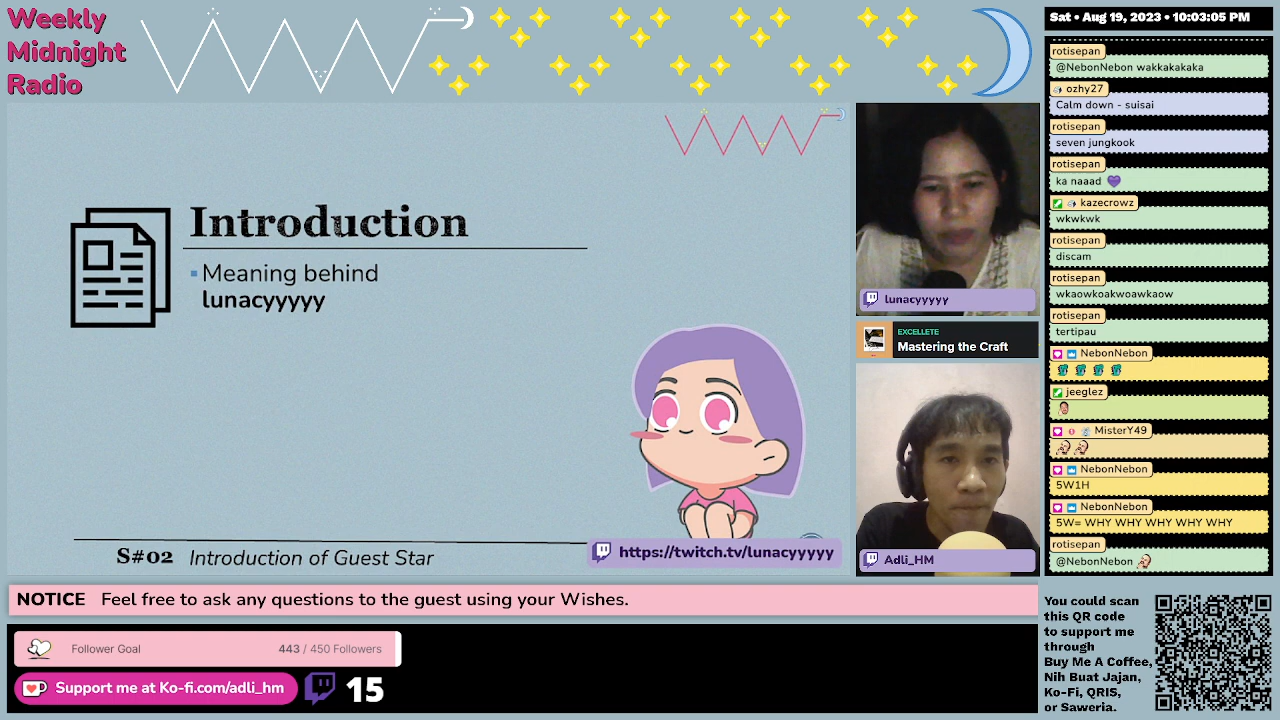 Weekly
Midnight
Radio
Sat • Aug 19, 2023 • 10:03:05 PM
Introduction
Meaning behind
lunacyyyyy
S#02 Introduction of Guest Star
https://twitch.tv/lunacyyyyy
lunacyyyyy
EXCELLETE
Mastering the Craft
Adli_HM
rotisepan
@NebonNebon wakkakakaka
ozhy27
Calm down - suisai
rotisepan
seven jungkook
rotisepan
ka naaad 💜
kazecrowz
wkwkwk
rotisepan
discam
rotisepan
wkaowkoakwoawkaow
rotisepan
tertipau
NebonNebon
jeeglez
MisterY49
NebonNebon
5W1H
NebonNebon
5W= WHY WHY WHY WHY WHY
rotisepan
@NebonNebon
NOTICE Feel free to ask any questions to the guest using your Wishes.
Follower Goal 443 / 450 Followers
Support me at Ko-fi.com/adli_hm
15
You could scan
this QR code
to support me
through
Buy Me A Coffee,
Nih Buat Jajan,
Ko-Fi, QRIS,
or Saweria.